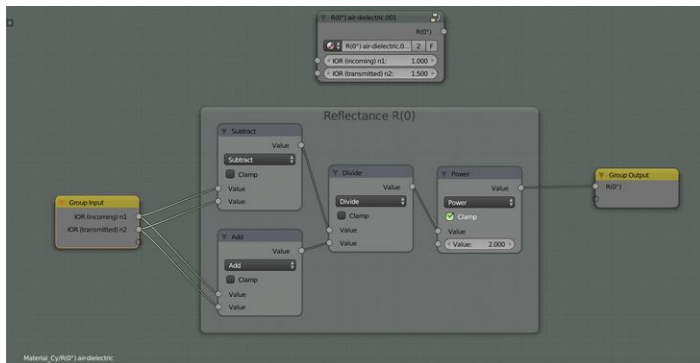 R(0°) air-dielectric.001
R(0°)
R(0°) air-dielectric.0... 2 F
IOR (incoming) n1: 1.000
IOR (transmitted) n2: 1.500
Reflectance R(0)
Subtract
Value
Subtract
Clamp
Value
Value
Divide
Value
Divide
Clamp
Value
Value
Power
Value
Power
Clamp
Value
Value: 2.000
Group Output
R(0°)
Group Input
IOR (incoming) n1
IOR (transmitted) n2
Add
Value
Add
Clamp
Value
Value
Material_Cy/R(0°) air-dielectric